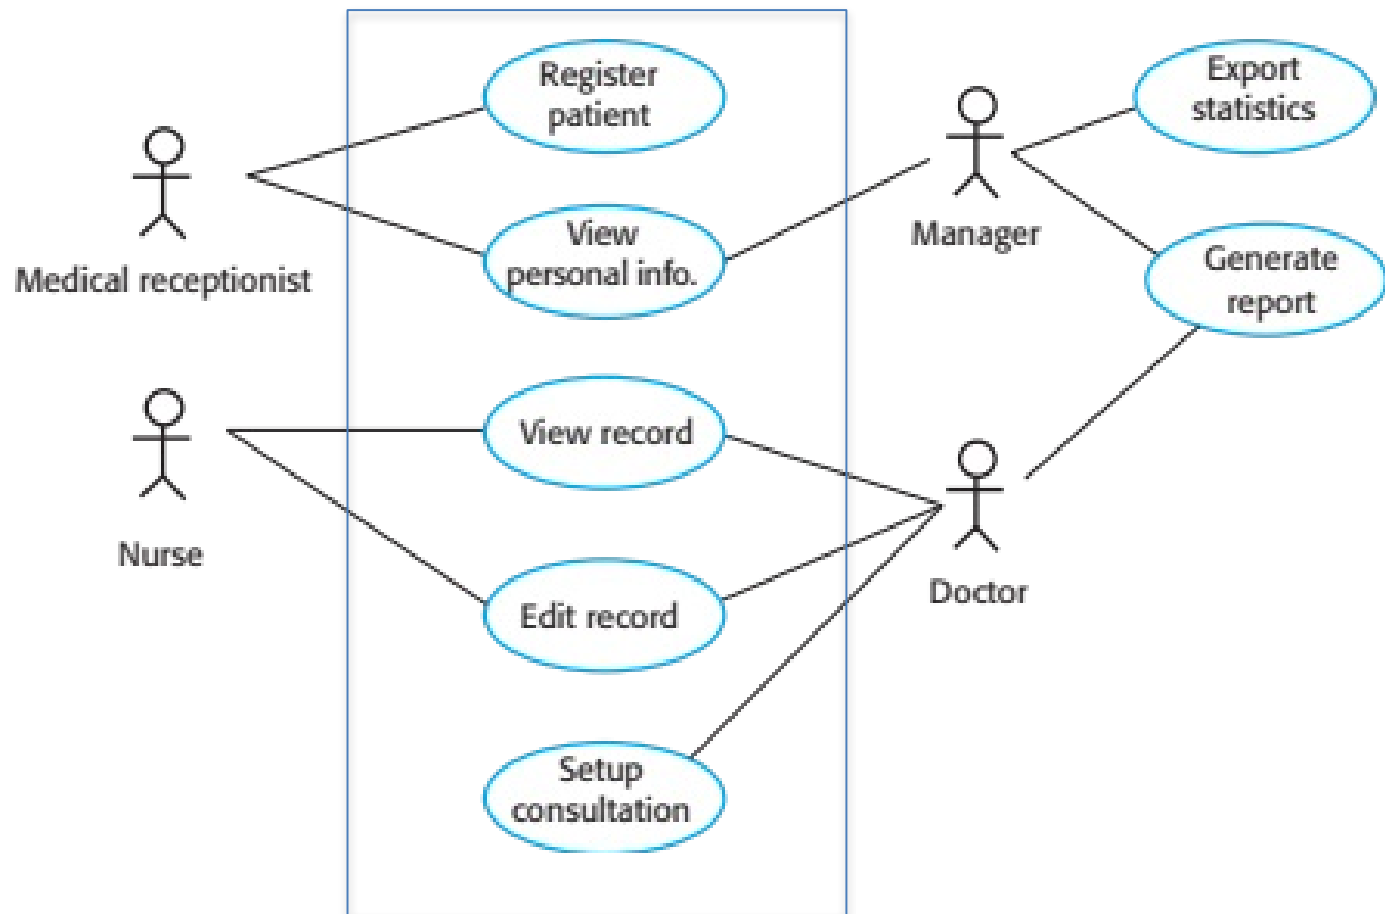 Register
patient
Export
statistics
Medical receptionist
View
personal info.
Manager
Generate
report
View record
Nurse
Edit record
Doctor
Setup
consultation